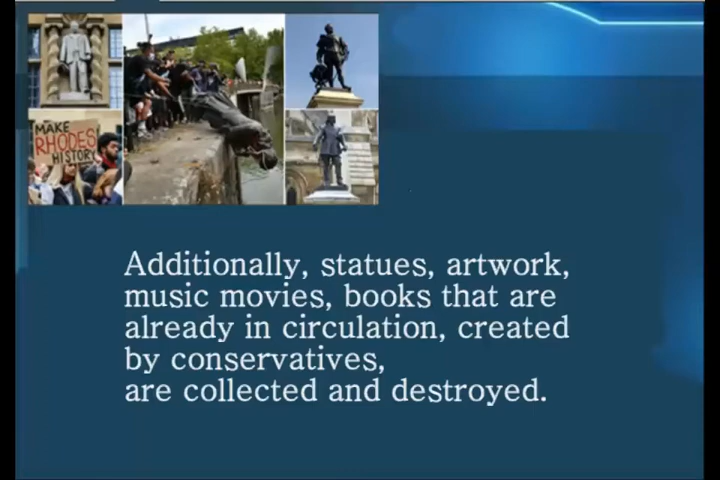 MAKE
RHODES
HISTORY
Additionally, statues, artwork,
music movies, books that are
already in circulation, created
by conservatives,
are collected and destroyed.